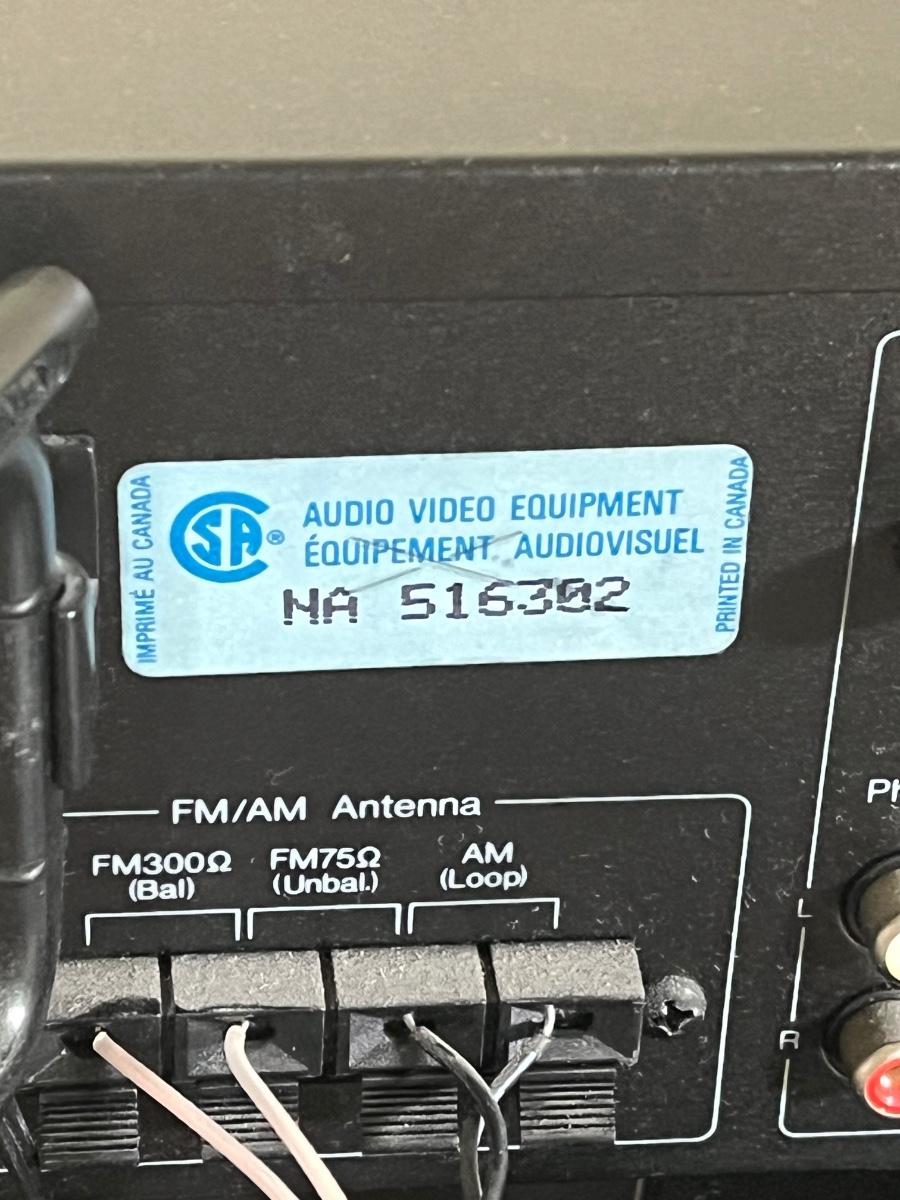 IMPRIMÉ AU CANADA
CSA®
AUDIO VIDEO EQUIPMENT
ÉQUIPEMENT AUDIOVISUEL
NA 516302
PRINTED IN CANADA
FM/AM Antenna
FM300Ω
(Bal)
FM75Ω
(Unbal.)
AM
(Loop)
L
R